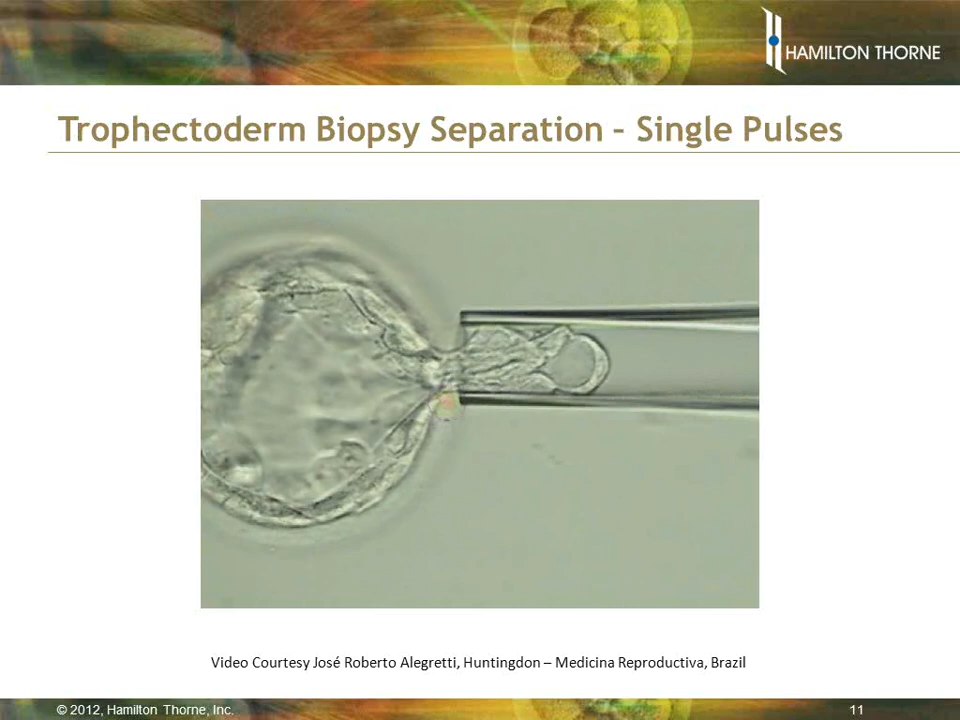 HAMILTON THORNE
Trophectoderm Biopsy Separation – Single Pulses
Video Courtesy José Roberto Alegretti, Huntingdon – Medicina Reproductiva, Brazil
© 2012, Hamilton Thorne, Inc.
11